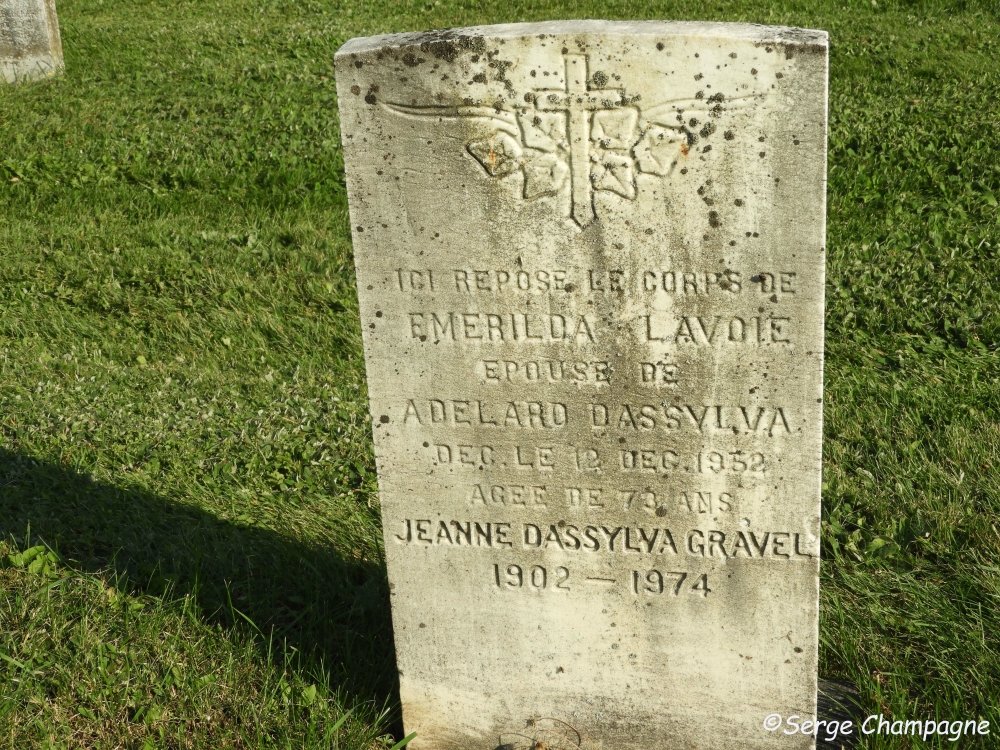 ICI REPOSE LE CORPS DE
EMERILDA LAVOIE
EPOUSE DE
ADELARD DASSYLVA
DEC. LE 12 DEC. 1952
AGEE DE 73 ANS
JEANNE DASSYLVA GRAVEL
1902 — 1974
©Serge Champagne